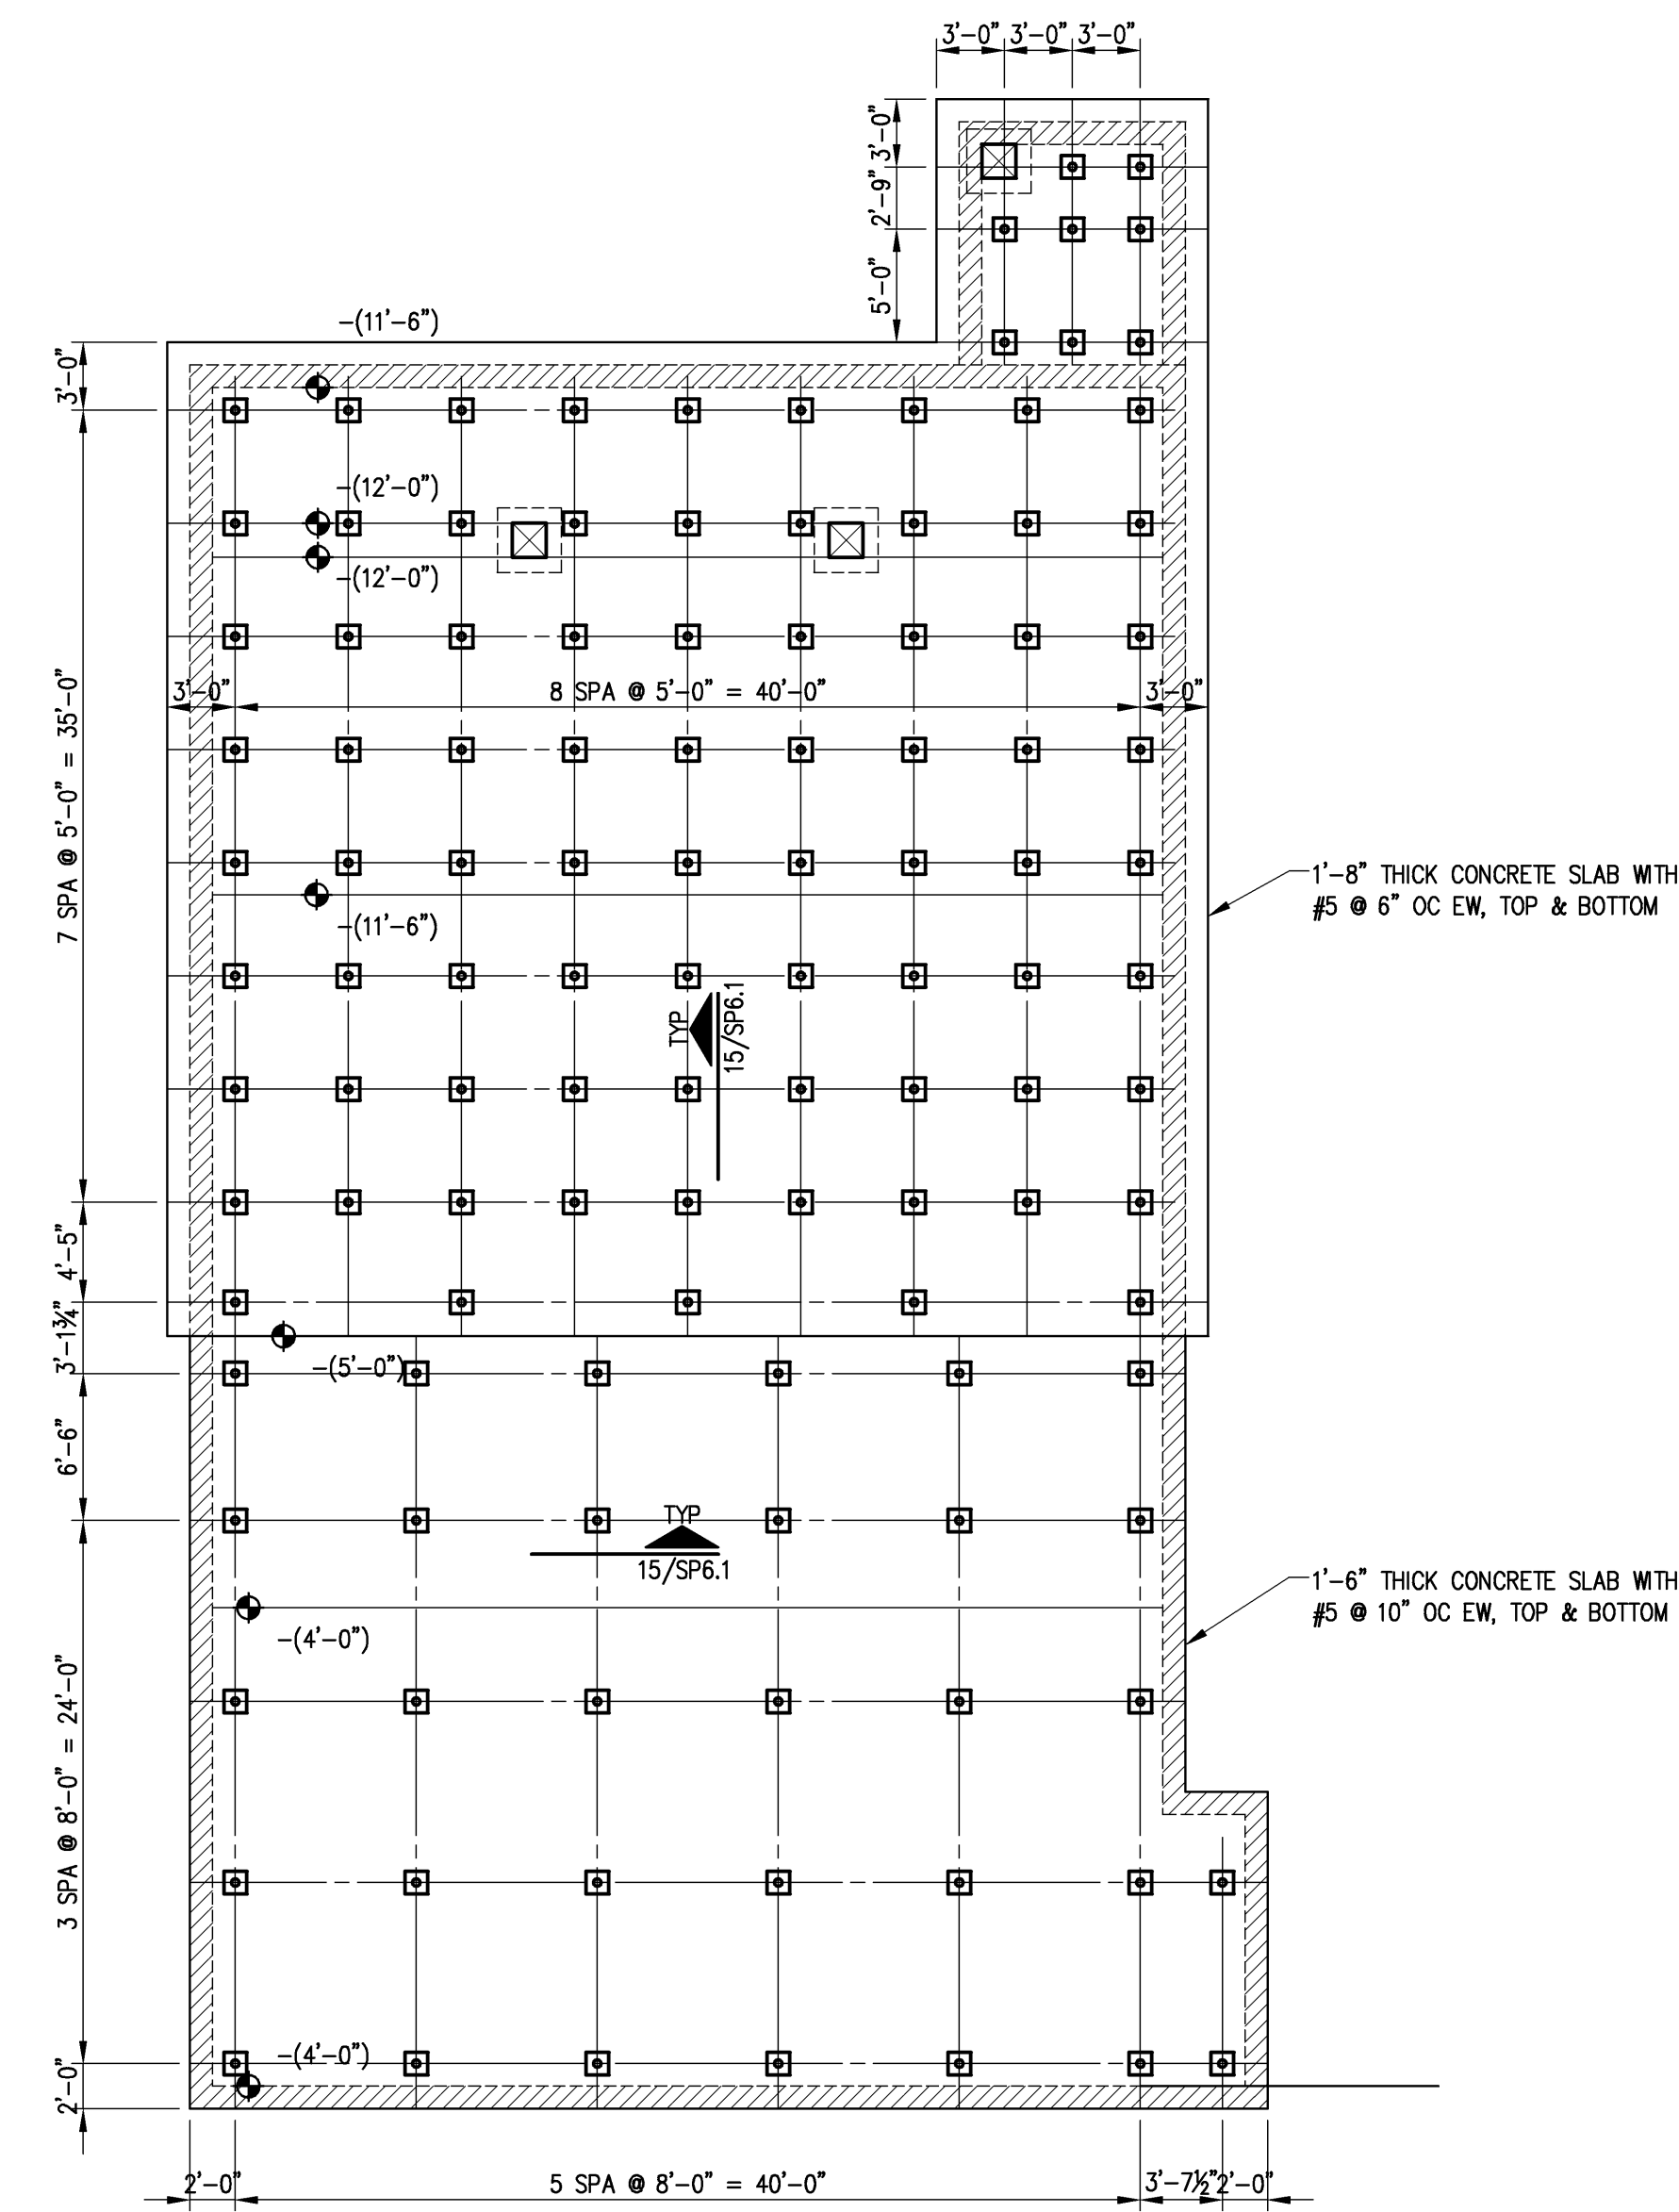 3'-0" 3'-0" 3'-0"
3'-0"
2'-9"
5'-0"
-(11'-6")
3'-0"
-(12'-0")
-(12'-0")
3'-0"
8 SPA @ 5'-0" = 40'-0"
3'-0"
7 SPA @ 5'-0" = 35'-0"
1'-8" THICK CONCRETE SLAB WITH
#5 @ 6" OC EW, TOP & BOTTOM
-(11'-6")
TYP
15/SP6.1
4'-5"
3'-1¾"
-(5'-0")
6'-6"
TYP
15/SP6.1
1'-6" THICK CONCRETE SLAB WITH
#5 @ 10" OC EW, TOP & BOTTOM
-(4'-0")
3 SPA @ 8'-0" = 24'-0"
-(4'-0")
2'-0"
2'-0"
5 SPA @ 8'-0" = 40'-0"
3'-7½"
2'-0"